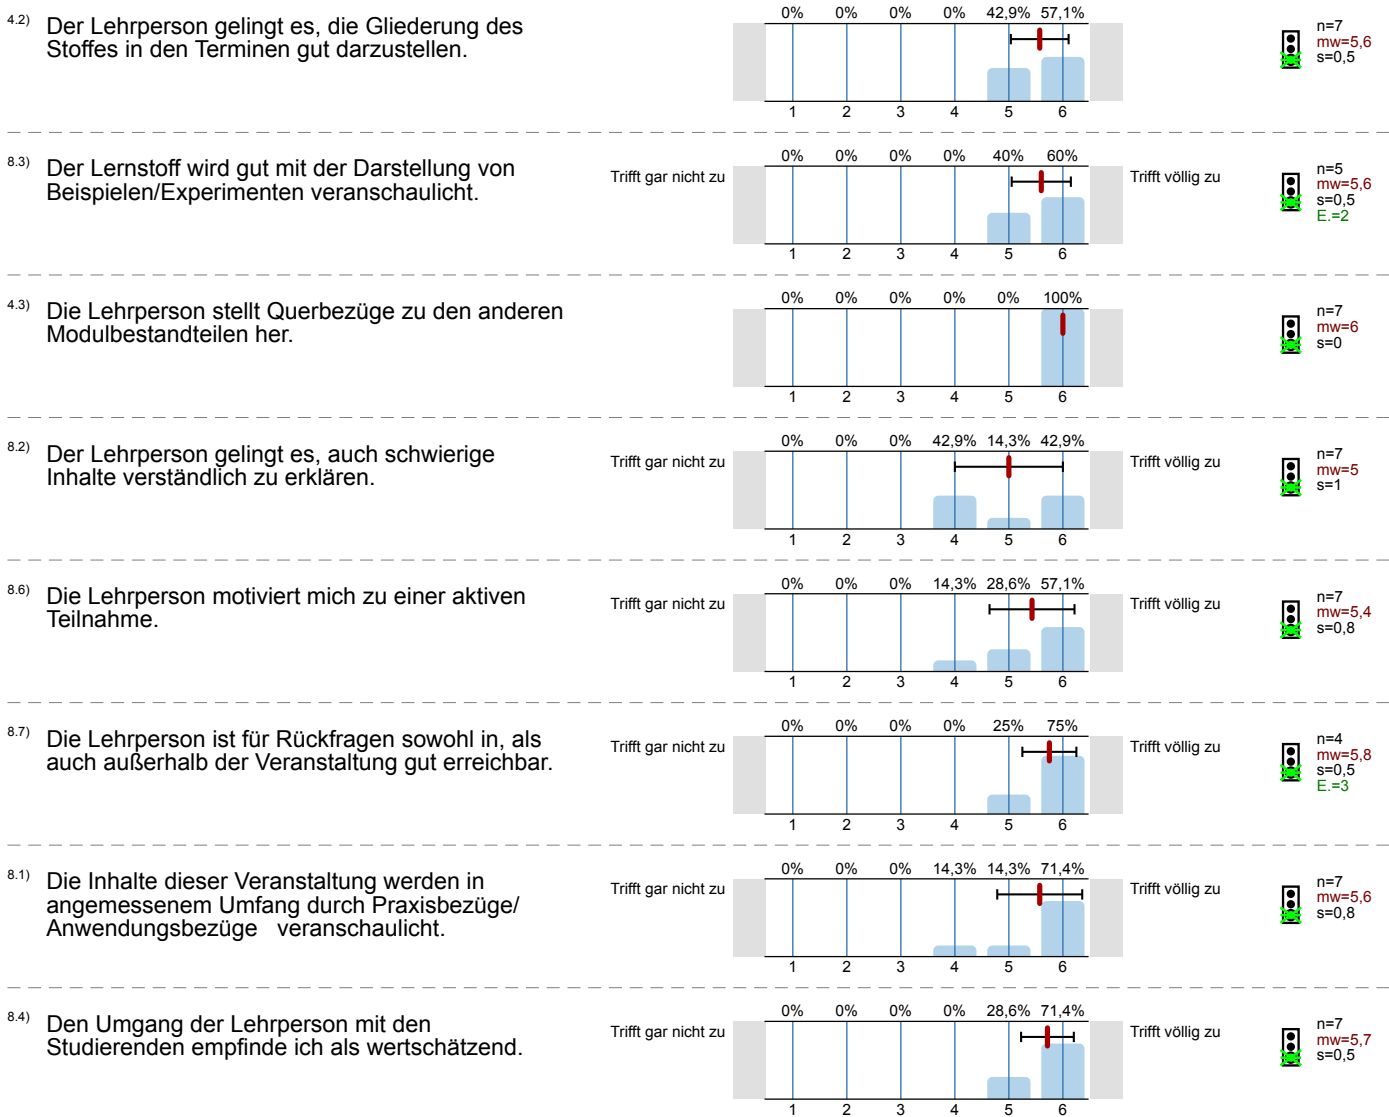 4.2) Der Lehrperson gelingt es, die Gliederung des
Stoffes in den Terminen gut darzustellen.
0% 0% 0% 0% 42,9% 57,1%
1 2 3 4 5 6
n=7
mw=5,6
s=0,5
8.3) Der Lernstoff wird gut mit der Darstellung von
Beispielen/Experimenten veranschaulicht.
Trifft gar nicht zu
0% 0% 0% 0% 40% 60%
1 2 3 4 5 6
Trifft völlig zu
n=5
mw=5,6
s=0,5
E.=2
4.3) Die Lehrperson stellt Querbezüge zu den anderen
Modulbestandteilen her.
0% 0% 0% 0% 0% 100%
1 2 3 4 5 6
n=7
mw=6
s=0
8.2) Der Lehrperson gelingt es, auch schwierige
Inhalte verständlich zu erklären.
Trifft gar nicht zu
0% 0% 0% 42,9% 14,3% 42,9%
1 2 3 4 5 6
Trifft völlig zu
n=7
mw=5
s=1
8.6) Die Lehrperson motiviert mich zu einer aktiven
Teilnahme.
Trifft gar nicht zu
0% 0% 0% 14,3% 28,6% 57,1%
1 2 3 4 5 6
Trifft völlig zu
n=7
mw=5,4
s=0,8
8.7) Die Lehrperson ist für Rückfragen sowohl in, als
auch außerhalb der Veranstaltung gut erreichbar.
Trifft gar nicht zu
0% 0% 0% 0% 25% 75%
1 2 3 4 5 6
Trifft völlig zu
n=4
mw=5,8
s=0,5
E.=3
8.1) Die Inhalte dieser Veranstaltung werden in
angemessenem Umfang durch Praxisbezüge/
Anwendungsbezüge veranschaulicht.
Trifft gar nicht zu
0% 0% 0% 14,3% 14,3% 71,4%
1 2 3 4 5 6
Trifft völlig zu
n=7
mw=5,6
s=0,8
8.4) Den Umgang der Lehrperson mit den
Studierenden empfinde ich als wertschätzend.
Trifft gar nicht zu
0% 0% 0% 0% 28,6% 71,4%
1 2 3 4 5 6
Trifft völlig zu
n=7
mw=5,7
s=0,5